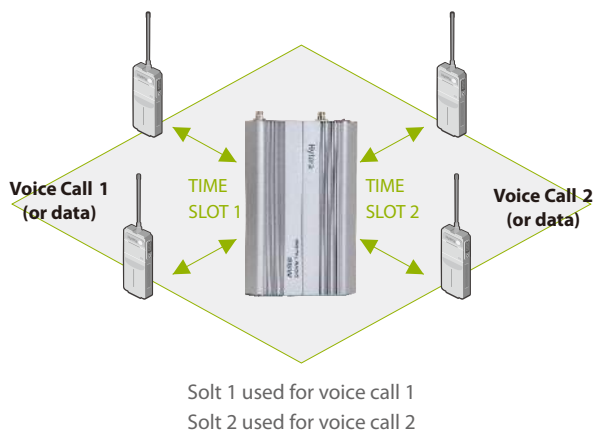 Hytera
Voice Call 1
(or data)
TIME
SLOT 1
TIME
SLOT 2
Voice Call 2
(or data)
Solt 1 used for voice call 1
Solt 2 used for voice call 2